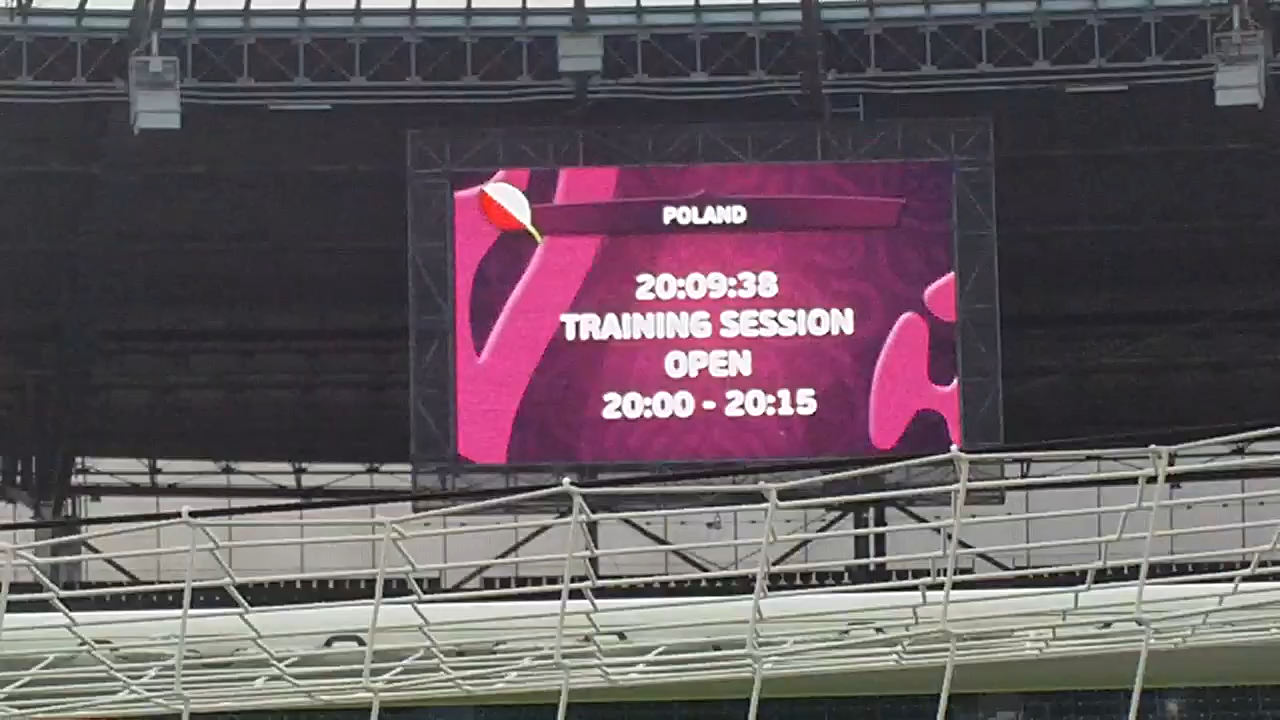 POLAND
20:09:38
TRAINING SESSION
OPEN
20:00 - 20:15